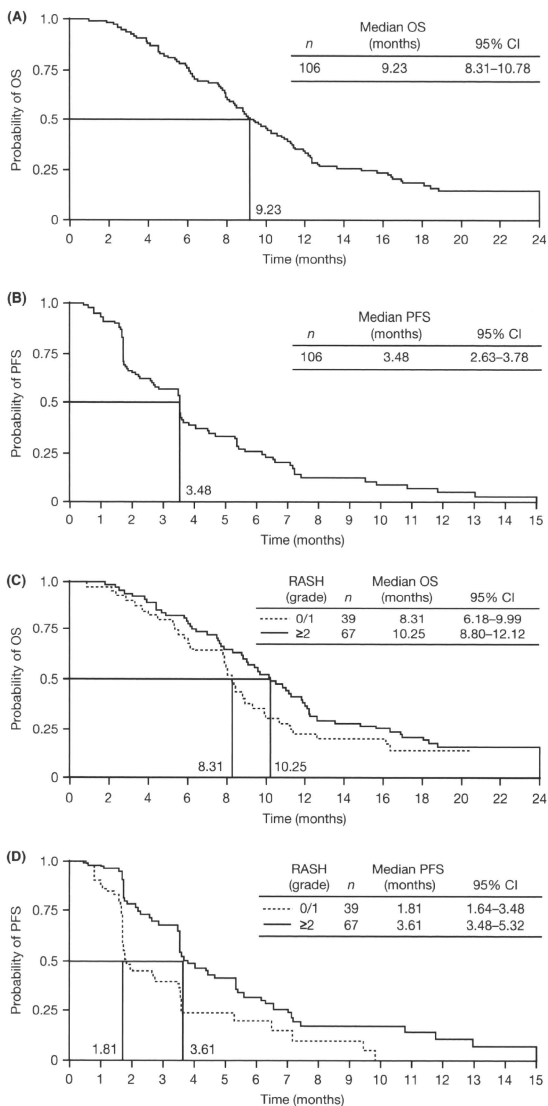 (A)
Probability of OS
1.0
0.75
0.5
0.25
0
Median OS
n (months) 95% CI
106 9.23 8.31–10.78
9.23
0 2 4 6 8 10 12 14 16 18 20 22 24
Time (months)
(B)
Probability of PFS
1.0
0.75
0.5
0.25
0
Median PFS
n (months) 95% CI
106 3.48 2.63–3.78
3.48
0 1 2 3 4 5 6 7 8 9 10 11 12 13 14 15
Time (months)
(C)
Probability of OS
1.0
0.75
0.5
0.25
0
RASH Median OS
(grade) n (months) 95% CI
0/1 39 8.31 6.18–9.99
≥2 67 10.25 8.80–12.12
8.31 10.25
0 2 4 6 8 10 12 14 16 18 20 22 24
Time (months)
(D)
Probability of PFS
1.0
0.75
0.5
0.25
0
RASH Median PFS
(grade) n (months) 95% CI
0/1 39 1.81 1.64–3.48
≥2 67 3.61 3.48–5.32
1.81 3.61
0 1 2 3 4 5 6 7 8 9 10 11 12 13 14 15
Time (months)